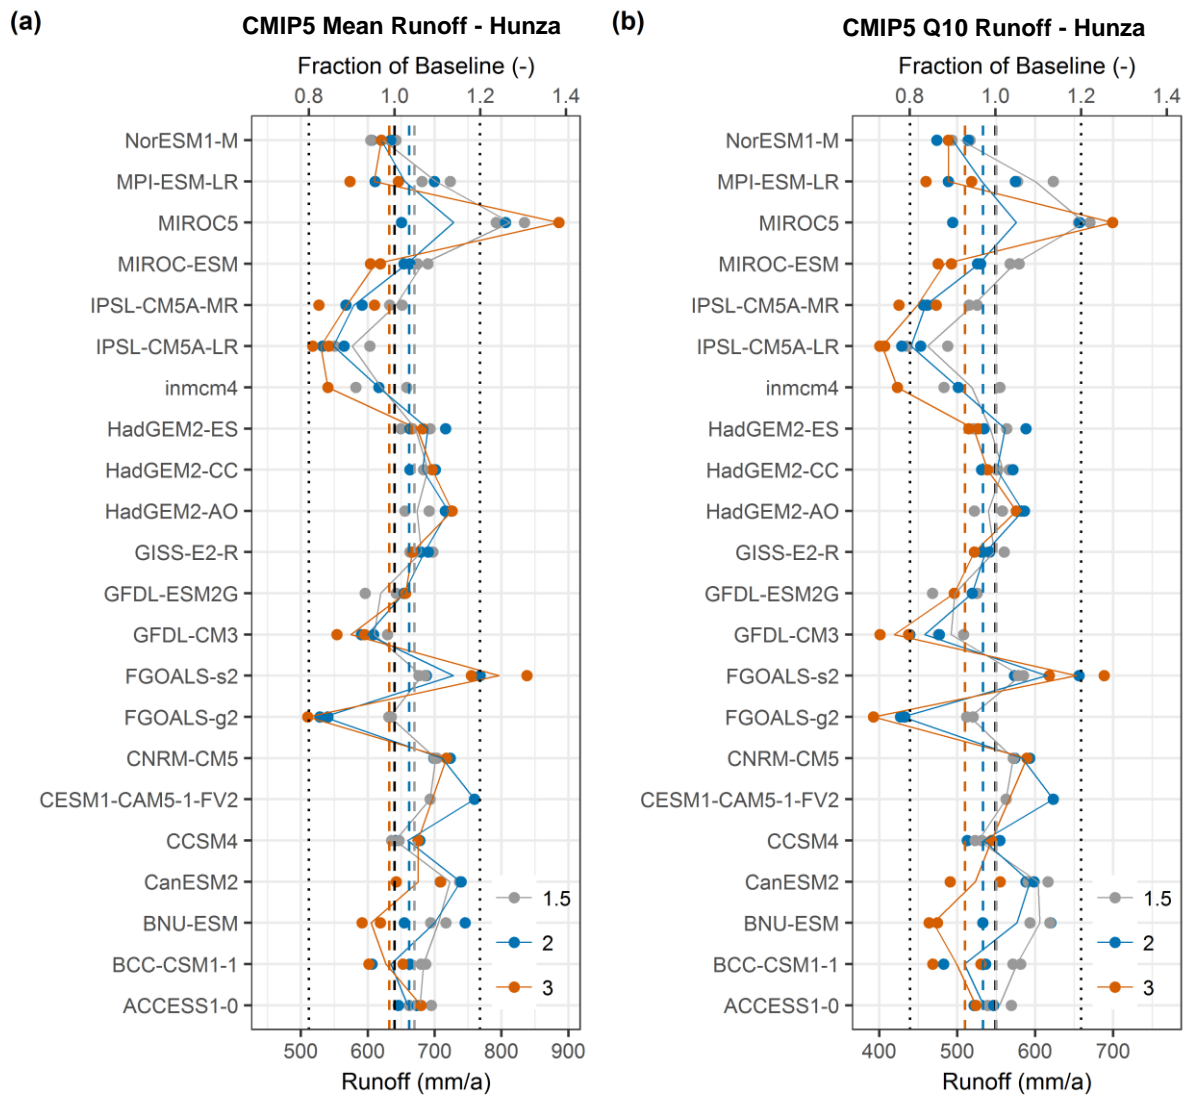 (a)
CMIP5 Mean Runoff - Hunza
Fraction of Baseline (-)
0.8 1.0 1.2 1.4
NorESM1-M
MPI-ESM-LR
MIROC5
MIROC-ESM
IPSL-CM5A-MR
IPSL-CM5A-LR
inmcm4
HadGEM2-ES
HadGEM2-CC
HadGEM2-AO
GISS-E2-R
GFDL-ESM2G
GFDL-CM3
FGOALS-s2
FGOALS-g2
CNRM-CM5
CESM1-CAM5-1-FV2
CCSM4
CanESM2
BNU-ESM
BCC-CSM1-1
ACCESS1-0
1.5
2
3
500 600 700 800 900
Runoff (mm/a)
(b)
CMIP5 Q10 Runoff - Hunza
Fraction of Baseline (-)
0.8 1.0 1.2 1.4
NorESM1-M
MPI-ESM-LR
MIROC5
MIROC-ESM
IPSL-CM5A-MR
IPSL-CM5A-LR
inmcm4
HadGEM2-ES
HadGEM2-CC
HadGEM2-AO
GISS-E2-R
GFDL-ESM2G
GFDL-CM3
FGOALS-s2
FGOALS-g2
CNRM-CM5
CESM1-CAM5-1-FV2
CCSM4
CanESM2
BNU-ESM
BCC-CSM1-1
ACCESS1-0
1.5
2
3
400 500 600 700
Runoff (mm/a)